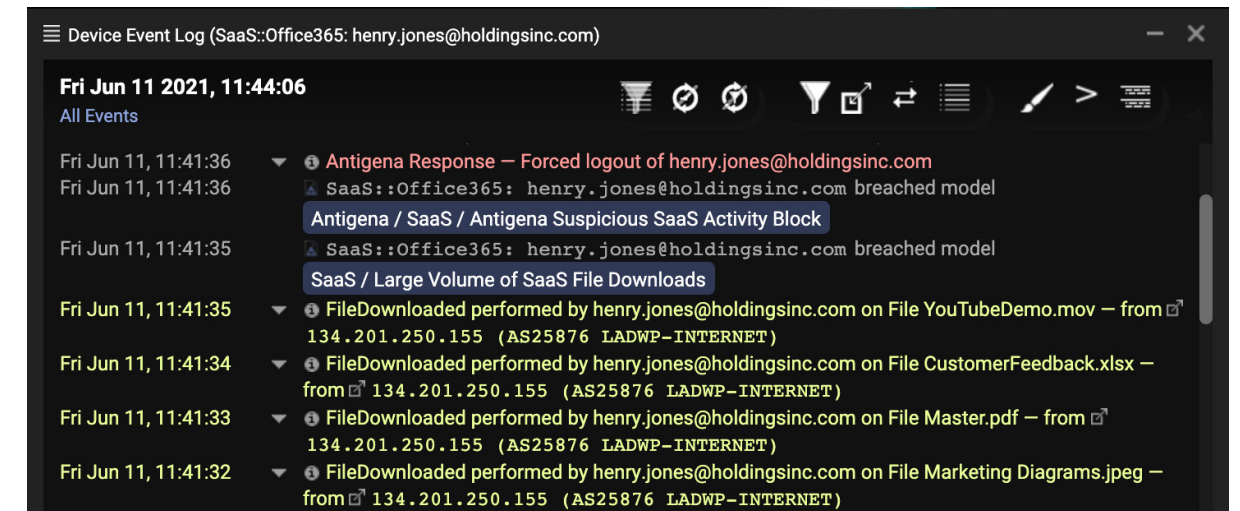 Device Event Log (SaaS::Office365: henry.jones@holdingsinc.com)
Fri Jun 11 2021, 11:44:06
All Events
Fri Jun 11, 11:41:36 Antigena Response — Forced logout of henry.jones@holdingsinc.com
Fri Jun 11, 11:41:36 SaaS::Office365: henry.jones@holdingsinc.com breached model
Antigena / SaaS / Antigena Suspicious SaaS Activity Block
Fri Jun 11, 11:41:35 SaaS::Office365: henry.jones@holdingsinc.com breached model
SaaS / Large Volume of SaaS File Downloads
Fri Jun 11, 11:41:35 FileDownloaded performed by henry.jones@holdingsinc.com on File YouTubeDemo.mov — from
134.201.250.155 (AS25876 LADWP-INTERNET)
Fri Jun 11, 11:41:34 FileDownloaded performed by henry.jones@holdingsinc.com on File CustomerFeedback.xlsx —
from 134.201.250.155 (AS25876 LADWP-INTERNET)
Fri Jun 11, 11:41:33 FileDownloaded performed by henry.jones@holdingsinc.com on File Master.pdf — from
134.201.250.155 (AS25876 LADWP-INTERNET)
Fri Jun 11, 11:41:32 FileDownloaded performed by henry.jones@holdingsinc.com on File Marketing Diagrams.jpeg —
from 134.201.250.155 (AS25876 LADWP-INTERNET)